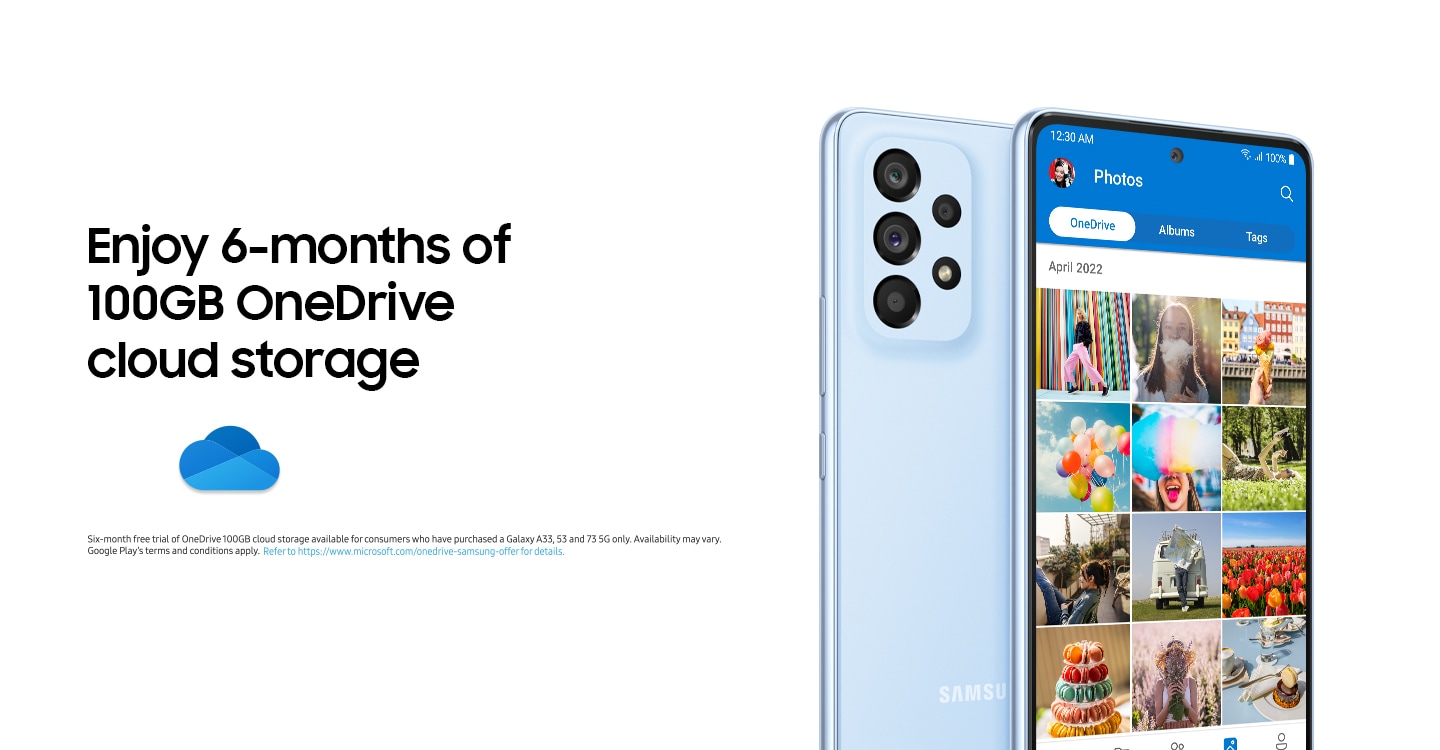 Enjoy 6-months of
100GB OneDrive
cloud storage
Six-month free trial of OneDrive 100GB cloud storage available for consumers who have purchased a Galaxy A33, 53 and 73 5G only. Availability may vary.
Google Play's terms and conditions apply. Refer to https://www.microsoft.com/onedrive-samsung-offer for details.
SAMSU
12:30 AM
100%
Photos
OneDrive Albums Tags
April 2022